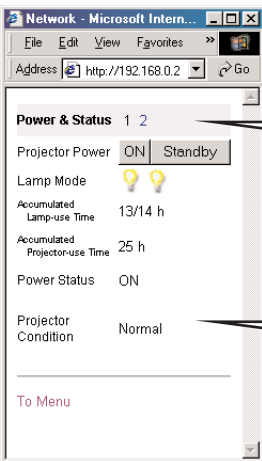 Network - Microsoft Intern...
File Edit View Favorites »
Address http://192.168.0.2 Go
Power & Status 1 2
Projector Power ON Standby
Lamp Mode
Accumulated
Lamp-use Time 13/14 h
Accumulated
Projector-use Time 25 h
Power Status ON
Projector
Condition Normal
To Menu